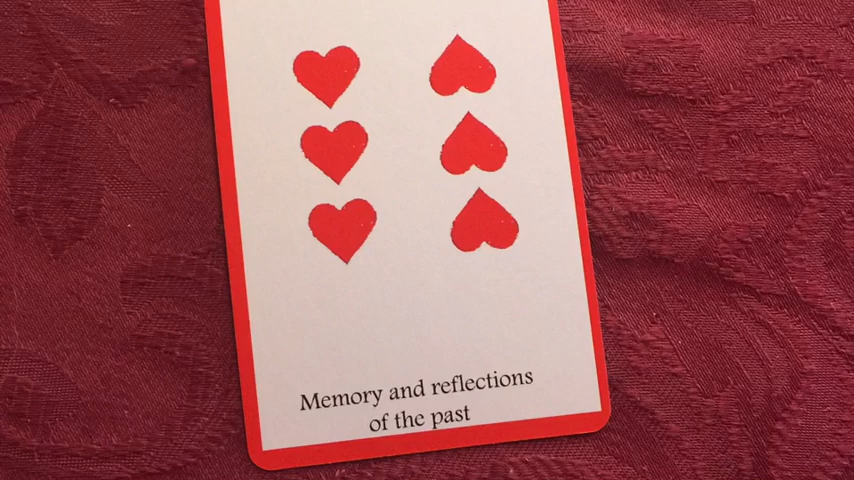 Memory and reflections
of the past